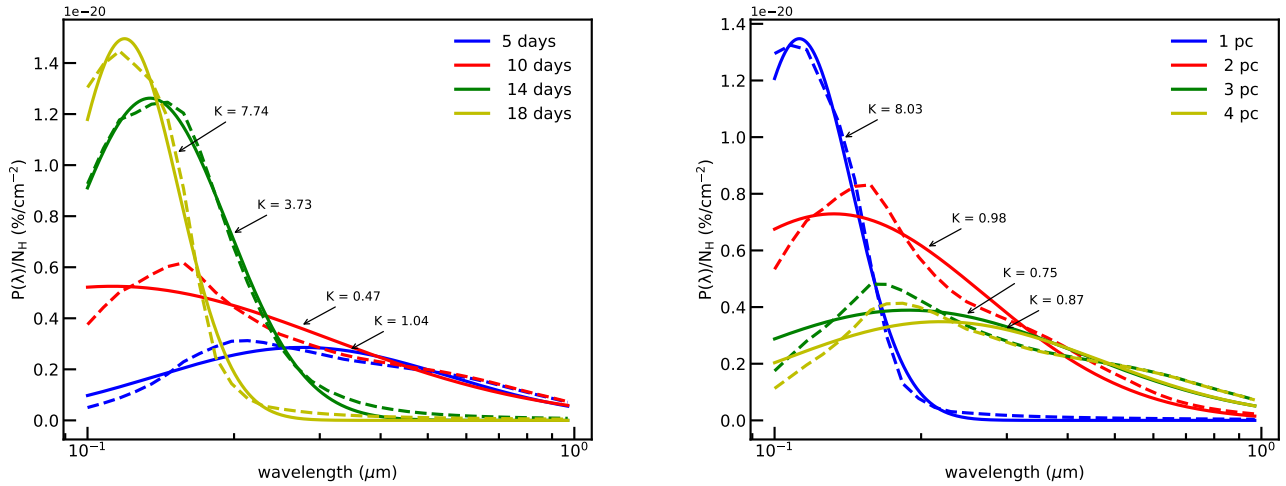 1e−20
P(λ)/N_H (%/cm⁻²)
1.4
1.2
1.0
0.8
0.6
0.4
0.2
0.0
5 days
10 days
14 days
18 days
K = 7.74
K = 3.73
K = 0.47
K = 1.04
10⁻¹
10⁰
wavelength (μm)
1e−20
P(λ)/N_H (%/cm⁻²)
1.4
1.2
1.0
0.8
0.6
0.4
0.2
0.0
1 pc
2 pc
3 pc
4 pc
K = 8.03
K = 0.98
K = 0.75
K = 0.87
10⁻¹
10⁰
wavelength (μm)